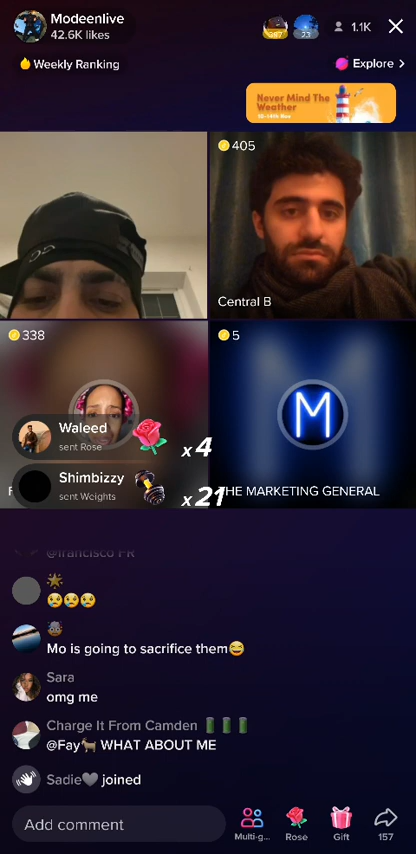 Modeenlive
42.6K likes
287
23
1.1K
Weekly Ranking
Explore >
Never Mind The
Weather
405
Central B
338
5
M
Waleed
sent Rose
x4
Shimbizzy
sent Weights
x21
THE MARKETING GENERAL
🌟
😢😢😢
Mo is going to sacrifice them😂
Sara
omg me
Charge It From Camden
@Fay🐐 WHAT ABOUT ME
Sadie🩶 joined
Add comment
Multi-g...
Rose
Gift
157